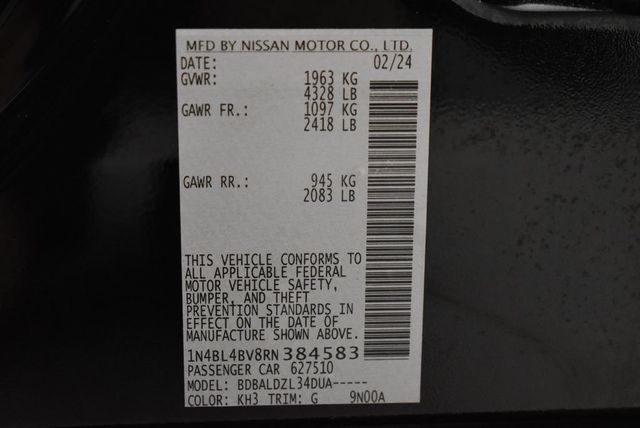 MFD BY NISSAN MOTOR CO., LTD.
DATE: 02/24
GVWR: 1963 KG
4328 LB
GAWR FR.: 1097 KG
2418 LB
GAWR RR.: 945 KG
2083 LB
THIS VEHICLE CONFORMS TO
ALL APPLICABLE FEDERAL
MOTOR VEHICLE SAFETY,
BUMPER, AND THEFT
PREVENTION STANDARDS IN
EFFECT ON THE DATE OF
MANUFACTURE SHOWN ABOVE.
1N4BL4BV8RN384583
PASSENGER CAR 627510
MODEL: BDBALDZL34DUA-----
COLOR: KH3 TRIM: G 9N00A